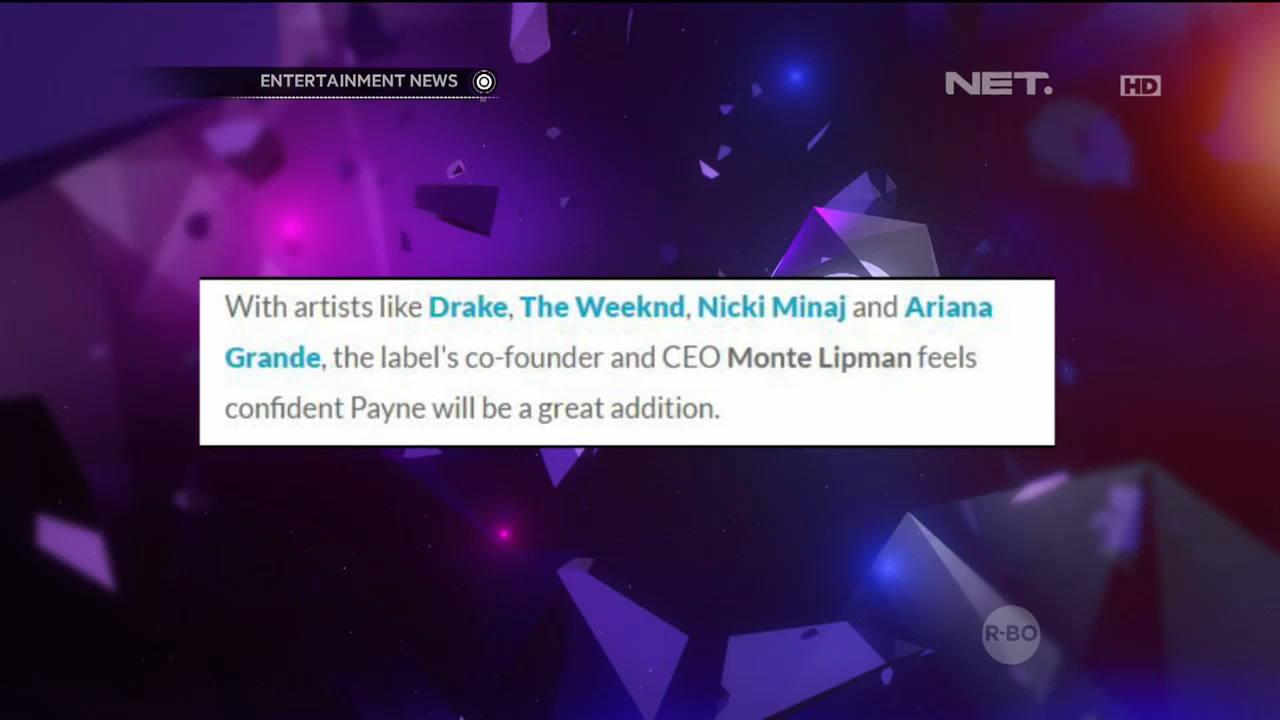 ENTERTAINMENT NEWS
NET.
HD
With artists like Drake, The Weeknd, Nicki Minaj and Ariana
Grande, the label's co-founder and CEO Monte Lipman feels
confident Payne will be a great addition.
R-BO